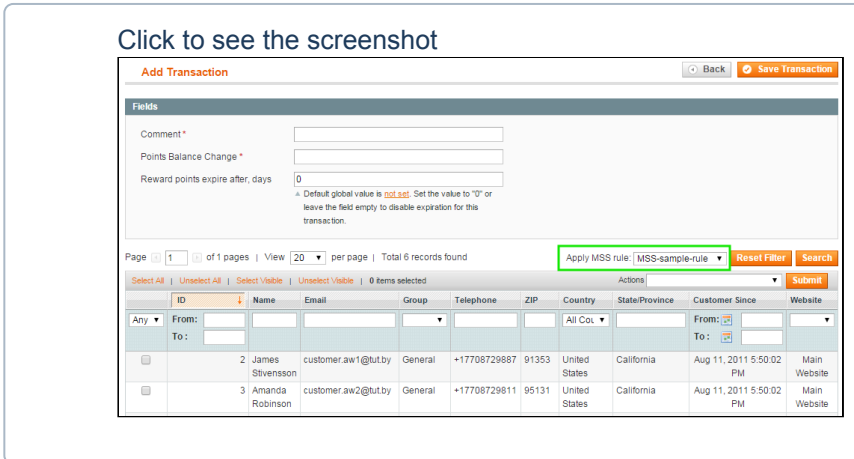 Click to see the screenshot
Add Transaction
Back
Save Transaction
Fields
Comment *
Points Balance Change *
Reward points expire after, days
0
Default global value is not set. Set the value to "0" or
leave the field empty to disable expiration for this
transaction.
Page 1 of 1 pages | View 20 per page | Total 6 records found
Apply MSS rule: MSS-sample-rule
Reset Filter
Search
Select All | Unselect All | Select Visible | Unselect Visible | 0 items selected
Actions
Submit
ID Name Email Group Telephone ZIP Country State/Province Customer Since Website
Any From: All Cou From:
To : To :
2 James Stivensson customer.aw1@tut.by General +17708729887 91353 United States California Aug 11, 2011 5:50:02 PM Main Website
3 Amanda Robinson customer.aw2@tut.by General +17708729811 95131 United States California Aug 11, 2011 5:50:02 PM Main Website